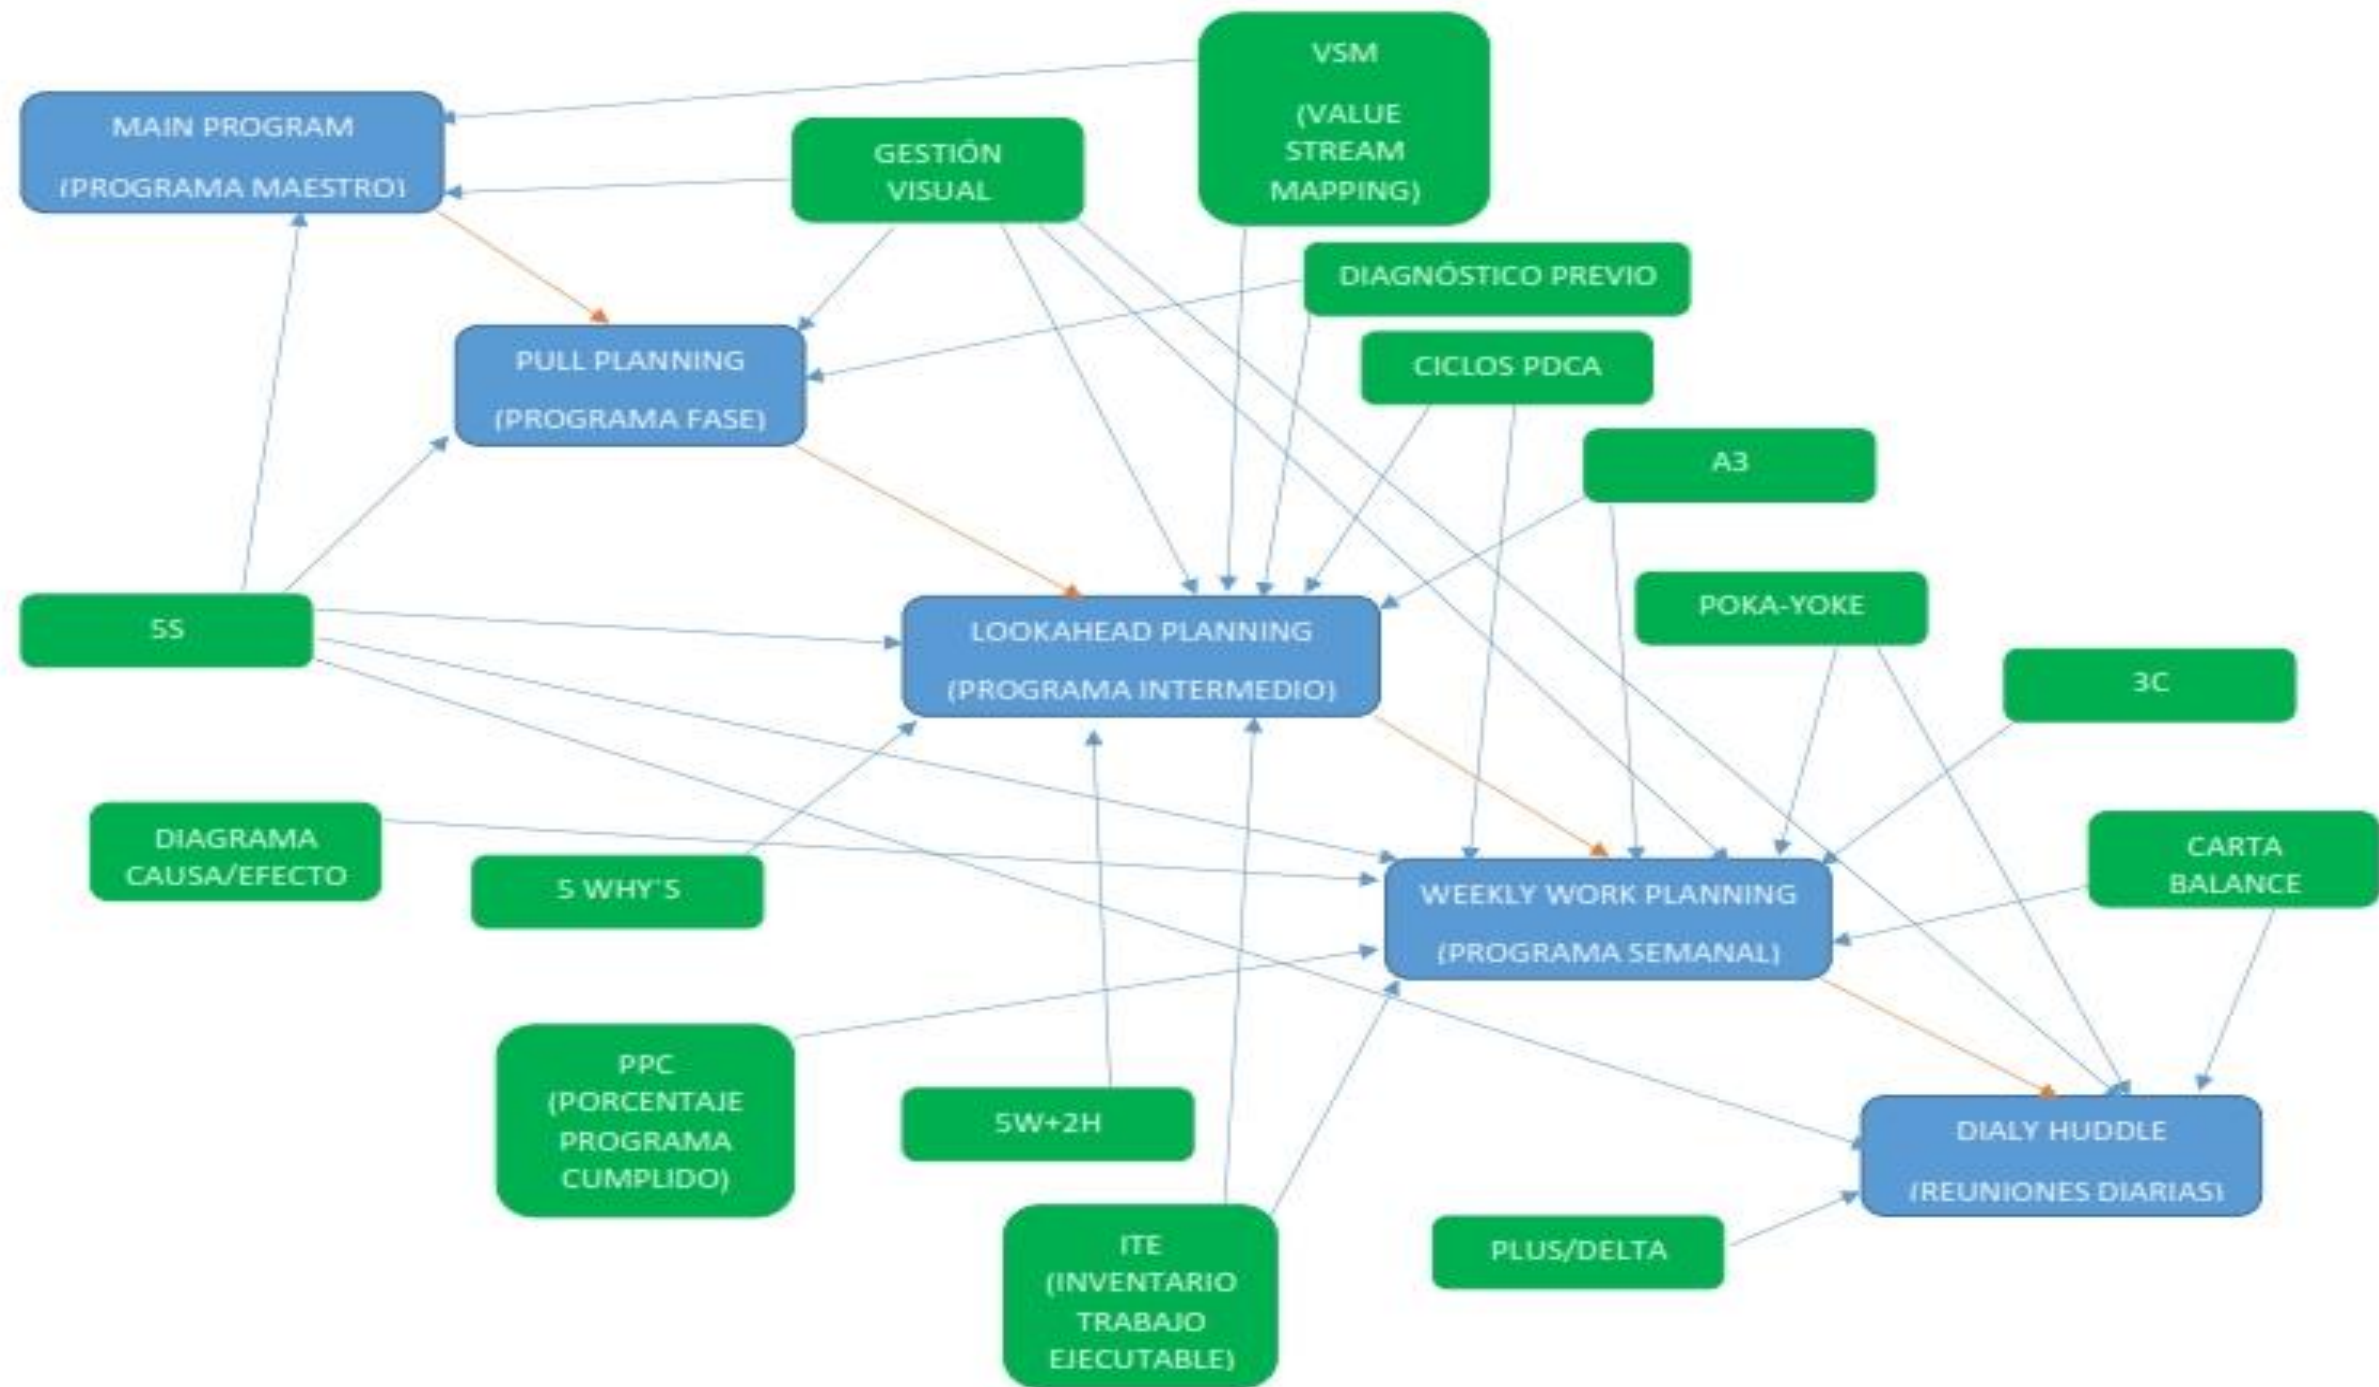 VSM
(VALUE
STREAM
MAPPING)
MAIN PROGRAM
(PROGRAMA MAESTRO)
GESTIÓN
VISUAL
DIAGNÓSTICO PREVIO
PULL PLANNING
(PROGRAMA FASE)
CICLOS PDCA
A3
POKA-YOKE
5S
LOOKAHEAD PLANNING
(PROGRAMA INTERMEDIO)
3C
DIAGRAMA
CAUSA/EFECTO
5 WHY´S
CARTA
BALANCE
WEEKLY WORK PLANNING
(PROGRAMA SEMANAL)
PPC
(PORCENTAJE
PROGRAMA
CUMPLIDO)
5W+2H
DIALY HUDDLE
(REUNIONES DIARIAS)
ITE
(INVENTARIO
TRABAJO
EJECUTABLE)
PLUS/DELTA